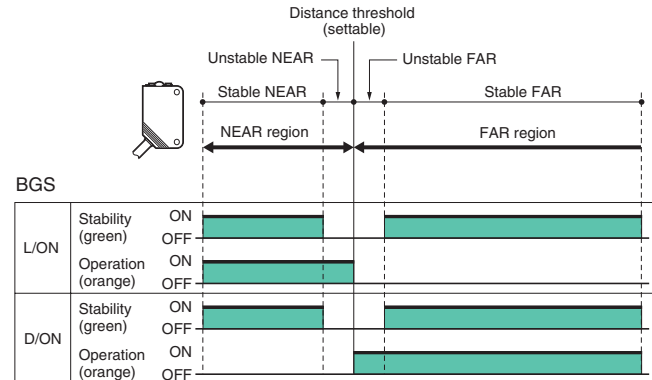 Distance threshold
(settable)
Unstable NEAR
Unstable FAR
Stable NEAR
Stable FAR
NEAR region
FAR region
BGS
L/ON
Stability
(green)
ON
OFF
Operation
(orange)
ON
OFF
D/ON
Stability
(green)
ON
OFF
Operation
(orange)
ON
OFF